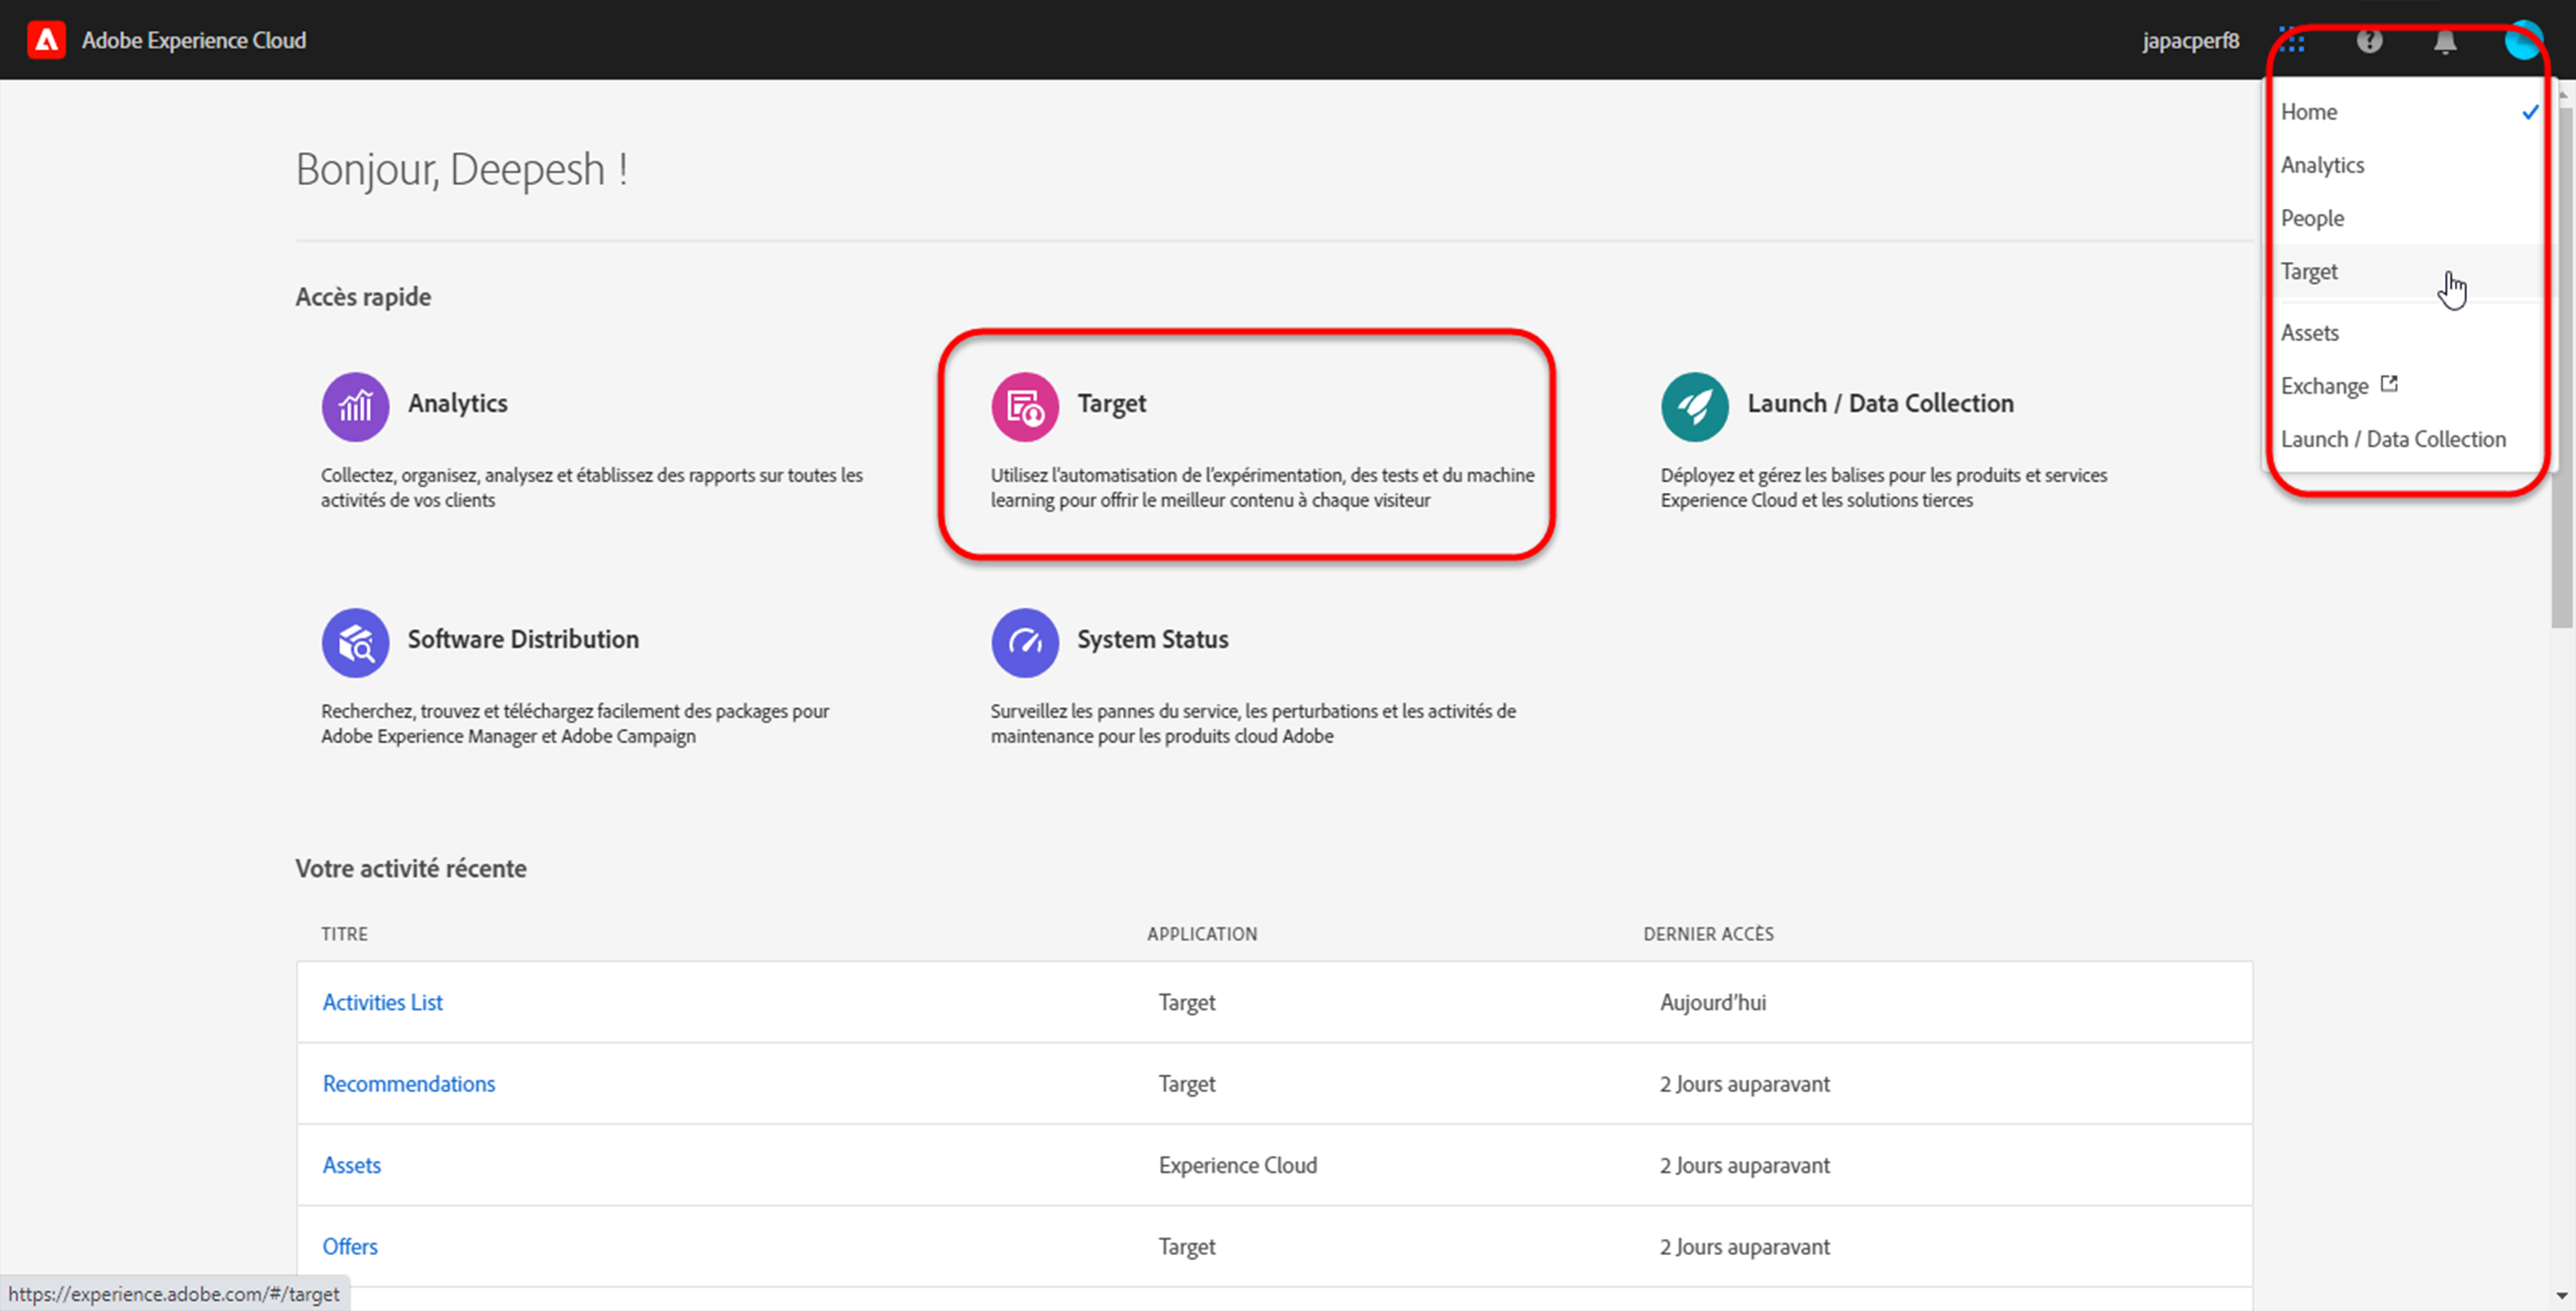 Adobe Experience Cloud
japacperf8
Home
Analytics
People
Target
Assets
Exchange
Launch / Data Collection
Bonjour, Deepesh !
Accès rapide
Analytics
Collectez, organisez, analysez et établissez des rapports sur toutes les
activités de vos clients
Target
Utilisez l'automatisation de l'expérimentation, des tests et du machine
learning pour offrir le meilleur contenu à chaque visiteur
Launch / Data Collection
Déployez et gérez les balises pour les produits et services
Experience Cloud et les solutions tierces
Software Distribution
Recherchez, trouvez et téléchargez facilement des packages pour
Adobe Experience Manager et Adobe Campaign
System Status
Surveillez les pannes du service, les perturbations et les activités de
maintenance pour les produits cloud Adobe
Votre activité récente
TITRE APPLICATION DERNIER ACCÈS
Activities List Target Aujourd'hui
Recommendations Target 2 Jours auparavant
Assets Experience Cloud 2 Jours auparavant
Offers Target 2 Jours auparavant
https://experience.adobe.com/#/target